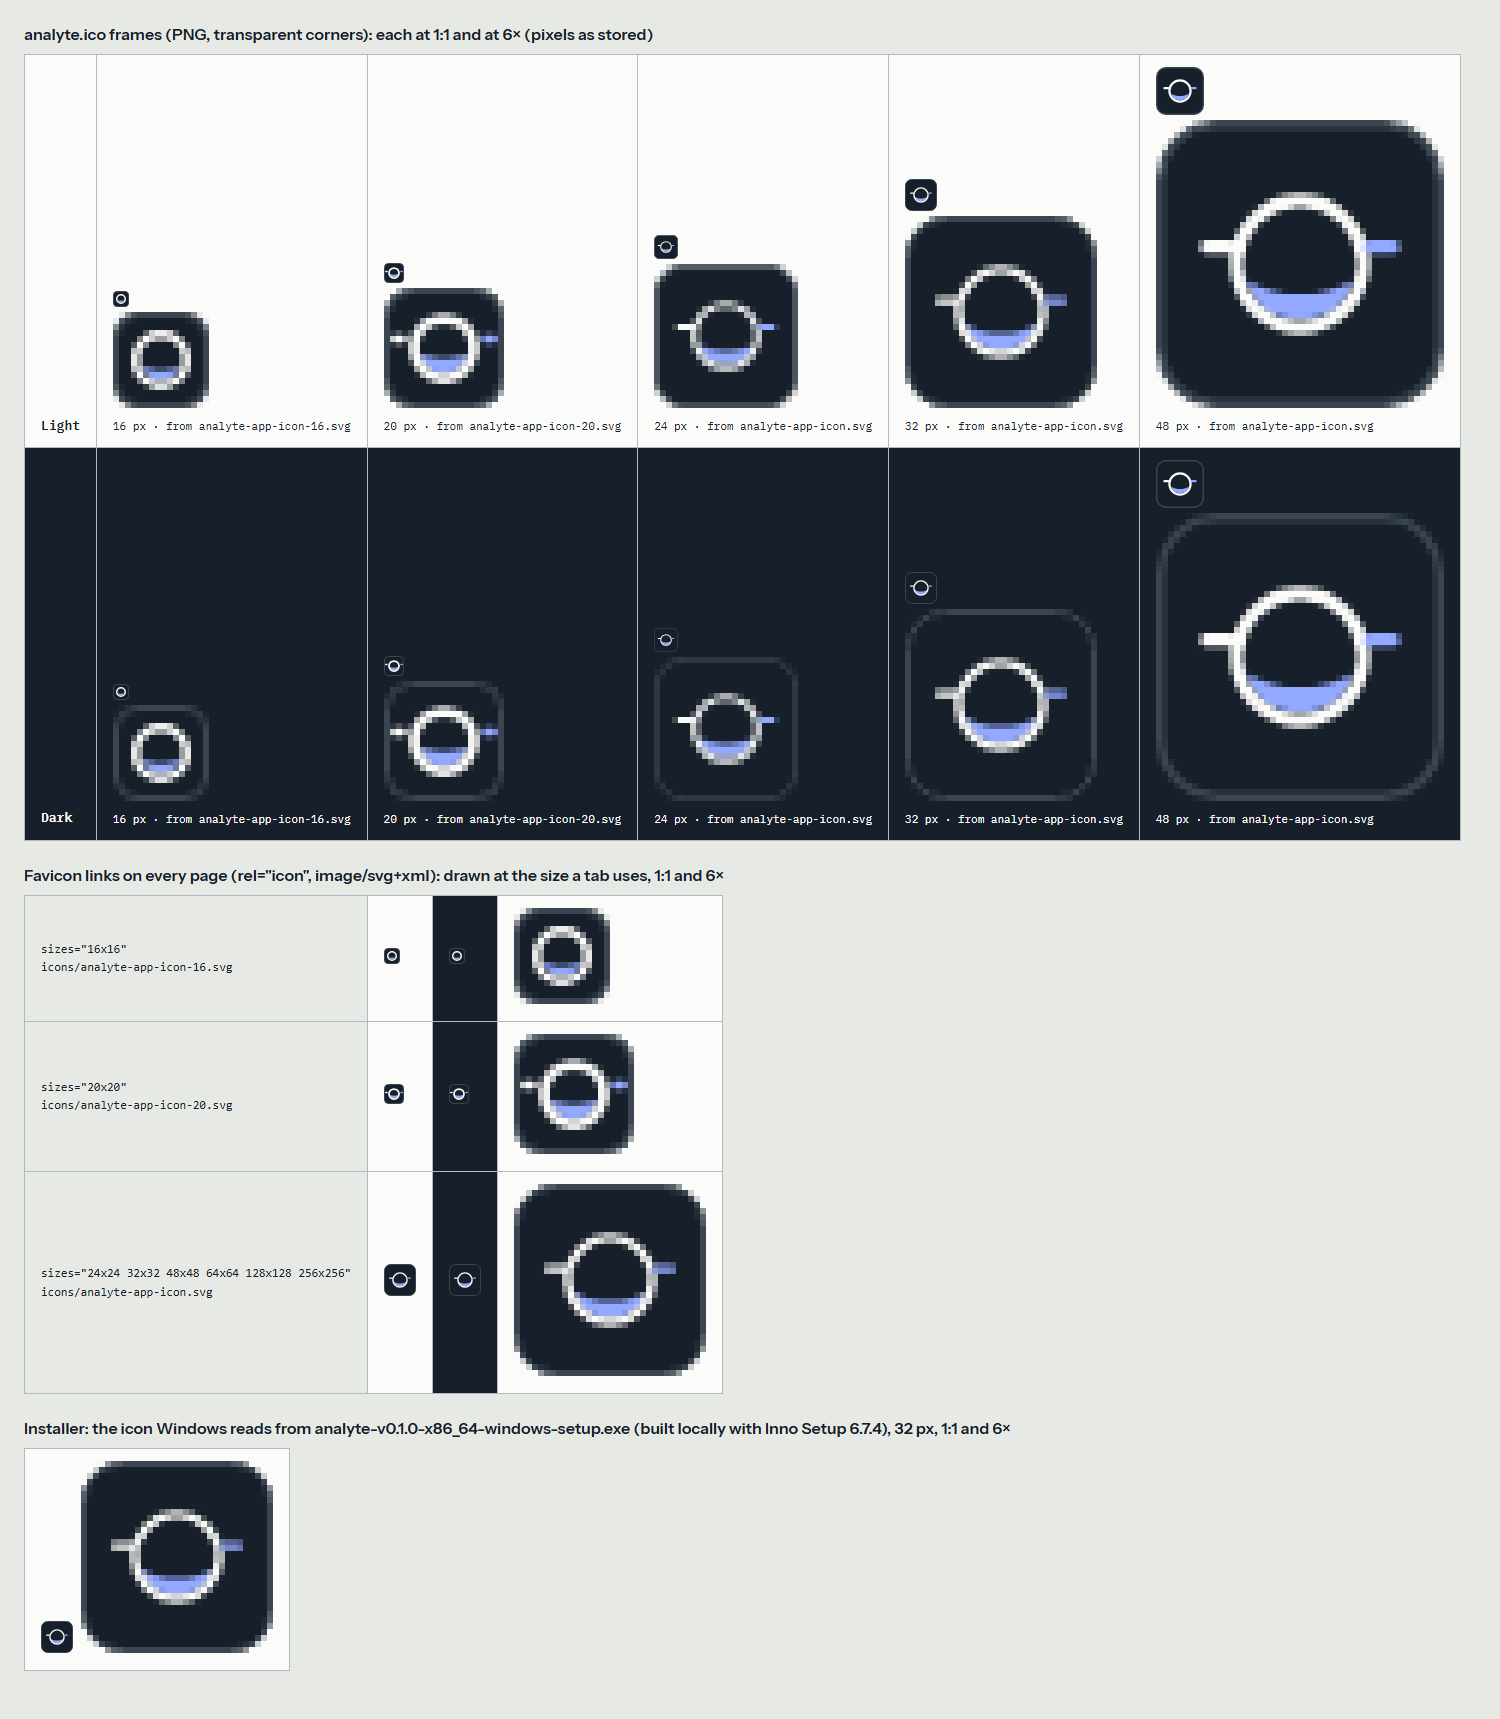 analyte.ico frames (PNG, transparent corners): each at 1:1 and at 6× (pixels as stored)
Light
16 px · from analyte-app-icon-16.svg
20 px · from analyte-app-icon-20.svg
24 px · from analyte-app-icon.svg
32 px · from analyte-app-icon.svg
48 px · from analyte-app-icon.svg
Dark
16 px · from analyte-app-icon-16.svg
20 px · from analyte-app-icon-20.svg
24 px · from analyte-app-icon.svg
32 px · from analyte-app-icon.svg
48 px · from analyte-app-icon.svg
Favicon links on every page (rel="icon", image/svg+xml): drawn at the size a tab uses, 1:1 and 6×
sizes="16x16"
icons/analyte-app-icon-16.svg
sizes="20x20"
icons/analyte-app-icon-20.svg
sizes="24x24 32x32 48x48 64x64 128x128 256x256"
icons/analyte-app-icon.svg
Installer: the icon Windows reads from analyte-v0.1.0-x86_64-windows-setup.exe (built locally with Inno Setup 6.7.4), 32 px, 1:1 and 6×